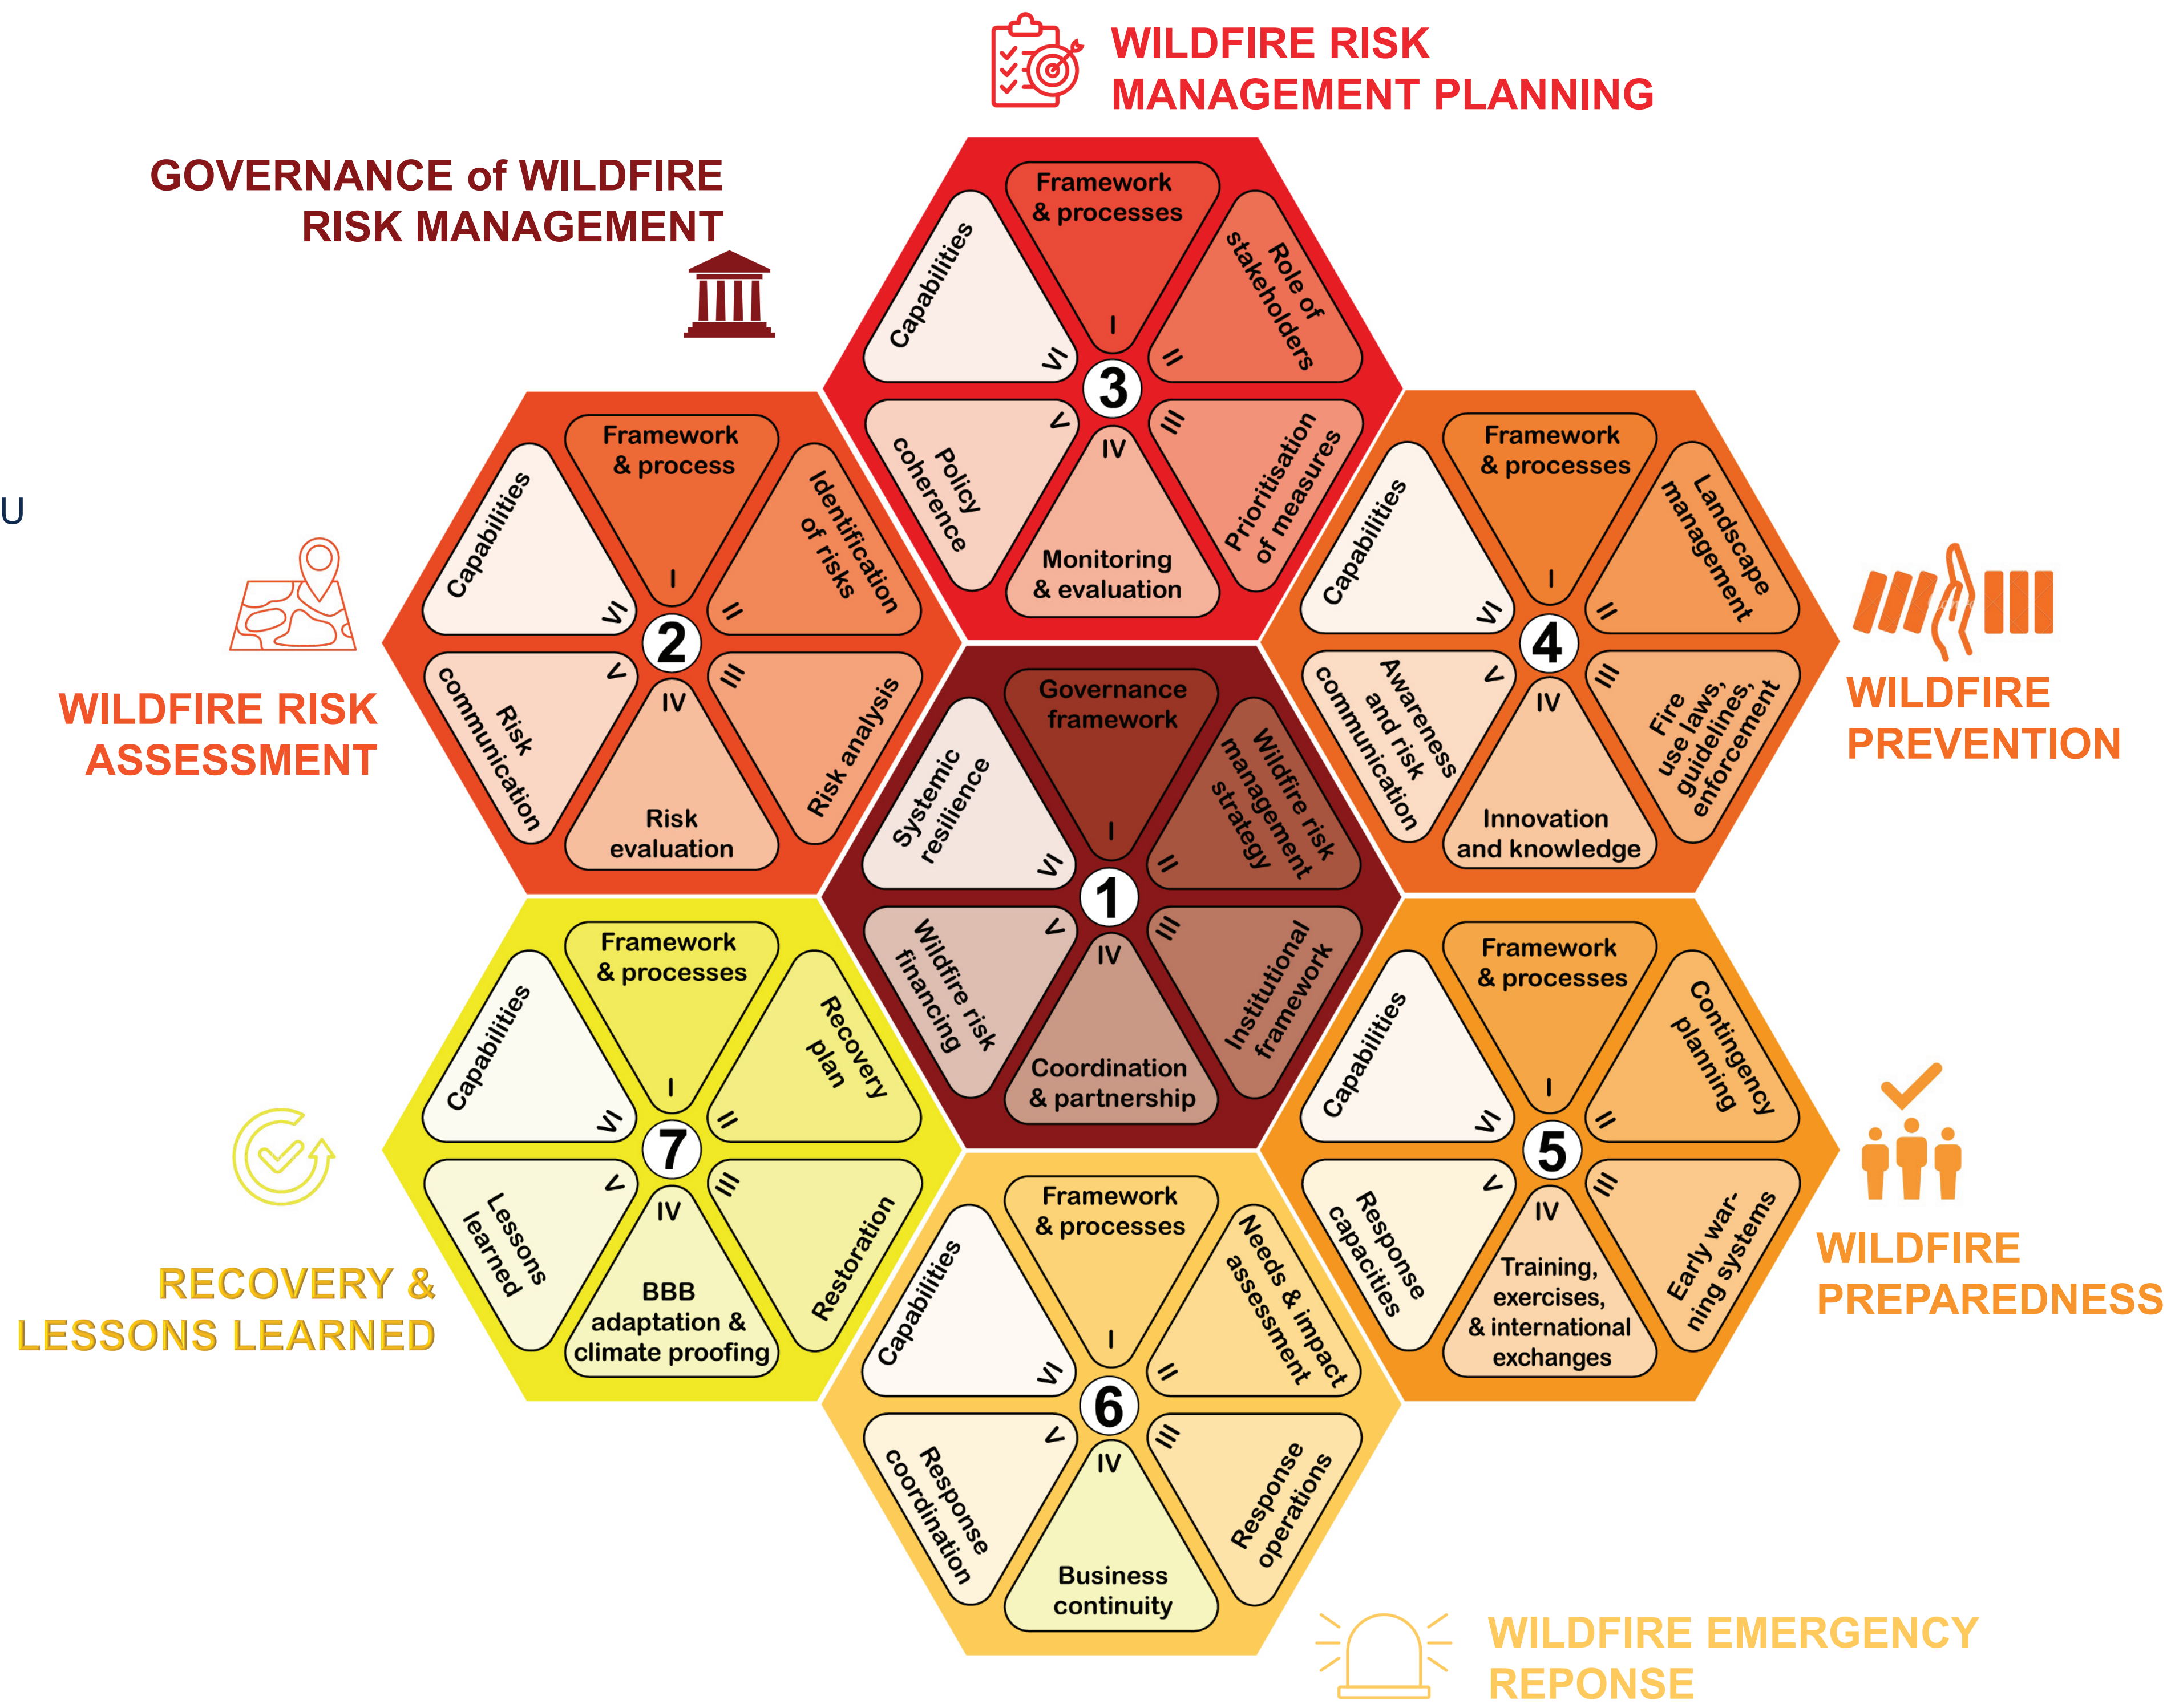 WILDFIRE RISK
MANAGEMENT PLANNING
GOVERNANCE of WILDFIRE
RISK MANAGEMENT
Framework
& processes
I
Role of
stakeholders
II
Prioritisation
of measures
III
IV
Monitoring
& evaluation
Policy
coherence
V
Capabilities
VI
3
U
WILDFIRE RISK
ASSESSMENT
Framework
& process
I
Identification
of risks
II
Risk analysis
III
IV
Risk
evaluation
Risk
communication
V
Capabilities
VI
2
Framework
& processes
I
Landscape
management
II
Fire
use laws,
guidelines,
enforcement
III
IV
Innovation
and knowledge
Awareness
and risk
communication
V
Capabilities
VI
4
WILDFIRE
PREVENTION
Governance
framework
I
Wildfire risk
management
strategy
II
Institutional
framework
III
IV
Coordination
& partnership
Wildfire risk
financing
V
Systemic
resilience
VI
1
Framework
& processes
I
Recovery
plan
II
Restoration
III
IV
BBB
adaptation &
climate proofing
Lessons
learned
V
Capabilities
VI
7
RECOVERY &
LESSONS LEARNED
Framework
& processes
I
Contingency
planning
II
Early war-
ning systems
III
IV
Training,
exercises,
& international
exchanges
Response
capacities
V
Capabilities
VI
5
WILDFIRE
PREPAREDNESS
Framework
& processes
I
Needs & impact
assessment
II
Response
operations
III
IV
Business
continuity
Response
coordination
V
Capabilities
VI
6
WILDFIRE EMERGENCY
REPONSE